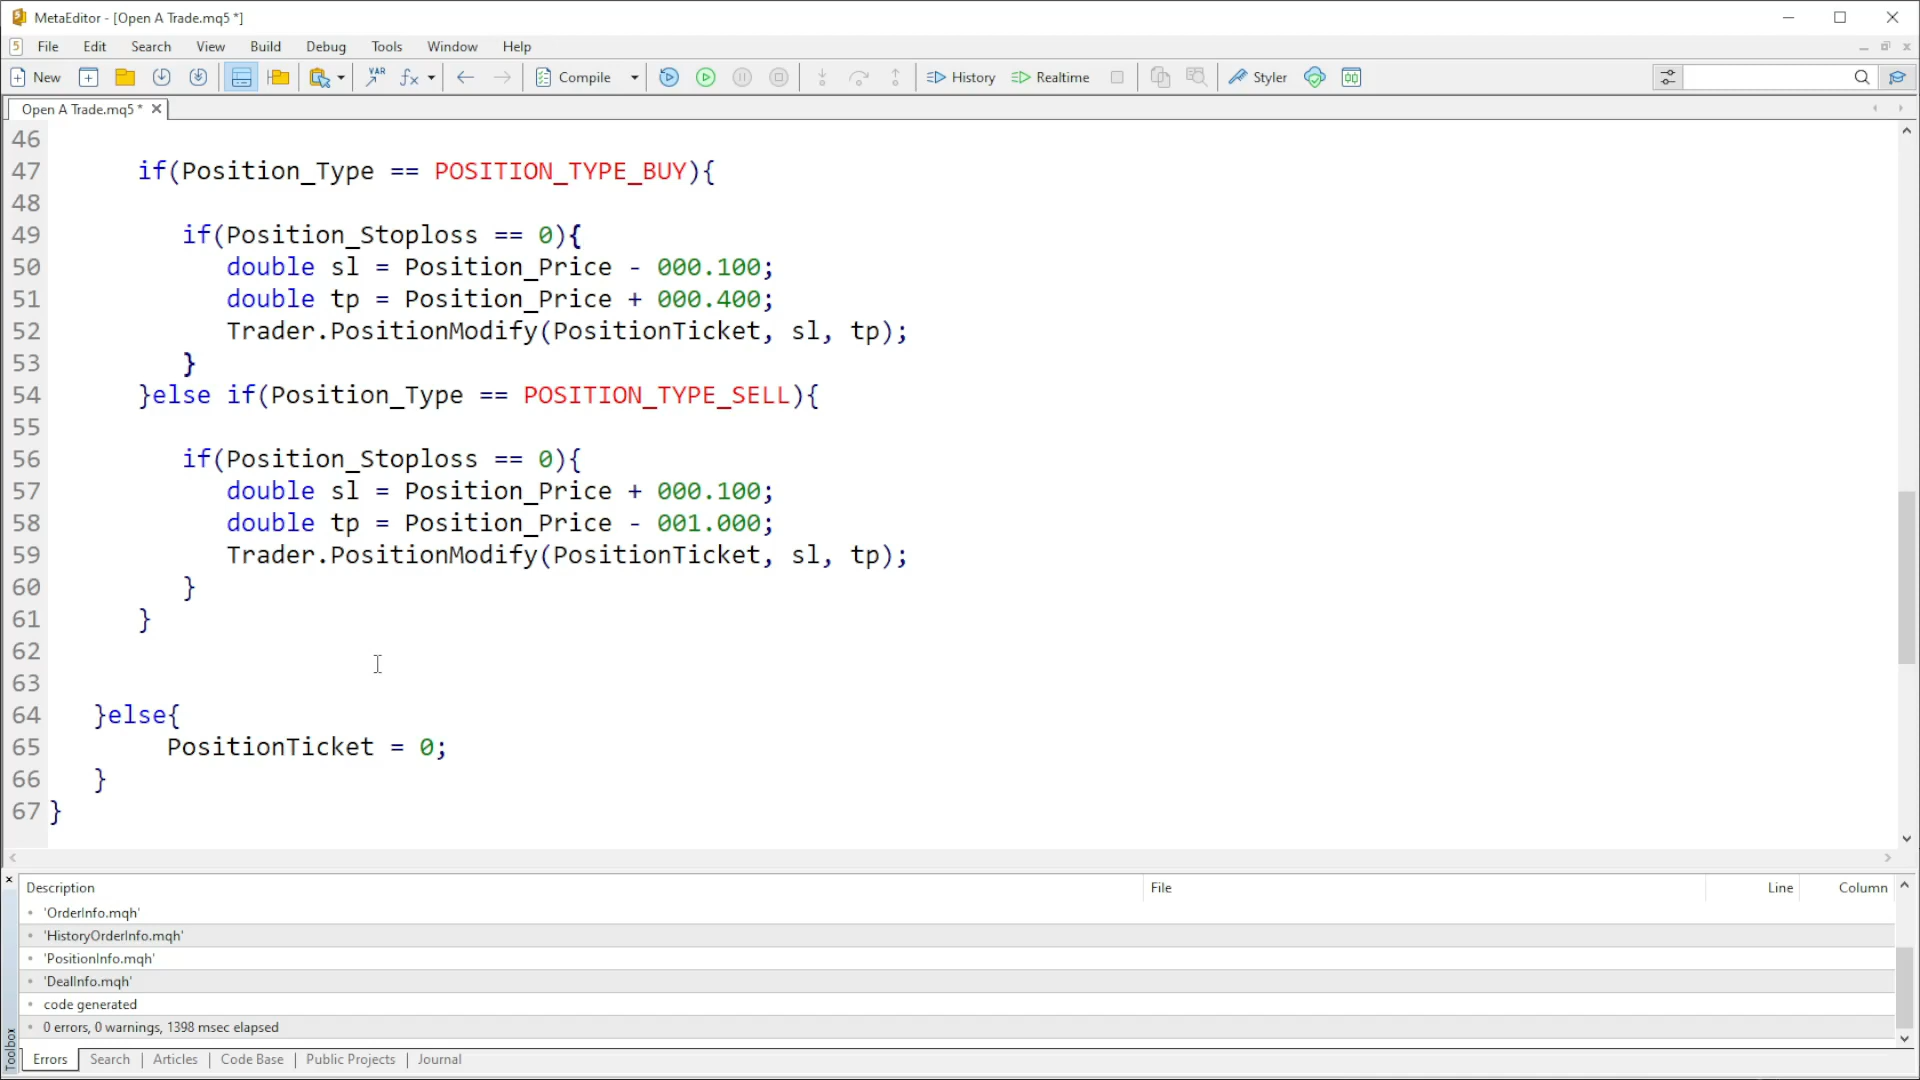 MetaEditor - [Open A Trade.mq5 *]
5 File Edit Search View Build Debug Tools Window Help
New VAR fx Compile History Realtime Styler
Open A Trade.mq5 *
46
47 if(Position_Type == POSITION_TYPE_BUY){
48
49 if(Position_Stoploss == 0){
50 double sl = Position_Price - 000.100;
51 double tp = Position_Price + 000.400;
52 Trader.PositionModify(PositionTicket, sl, tp);
53 }
54 }else if(Position_Type == POSITION_TYPE_SELL){
55
56 if(Position_Stoploss == 0){
57 double sl = Position_Price + 000.100;
58 double tp = Position_Price - 001.000;
59 Trader.PositionModify(PositionTicket, sl, tp);
60 }
61 }
62
63
64 }else{
65 PositionTicket = 0;
66 }
67 }
Description File Line Column
'OrderInfo.mqh'
'HistoryOrderInfo.mqh'
'PositionInfo.mqh'
'DealInfo.mqh'
code generated
0 errors, 0 warnings, 1398 msec elapsed
Toolbox
Errors Search Articles Code Base Public Projects Journal